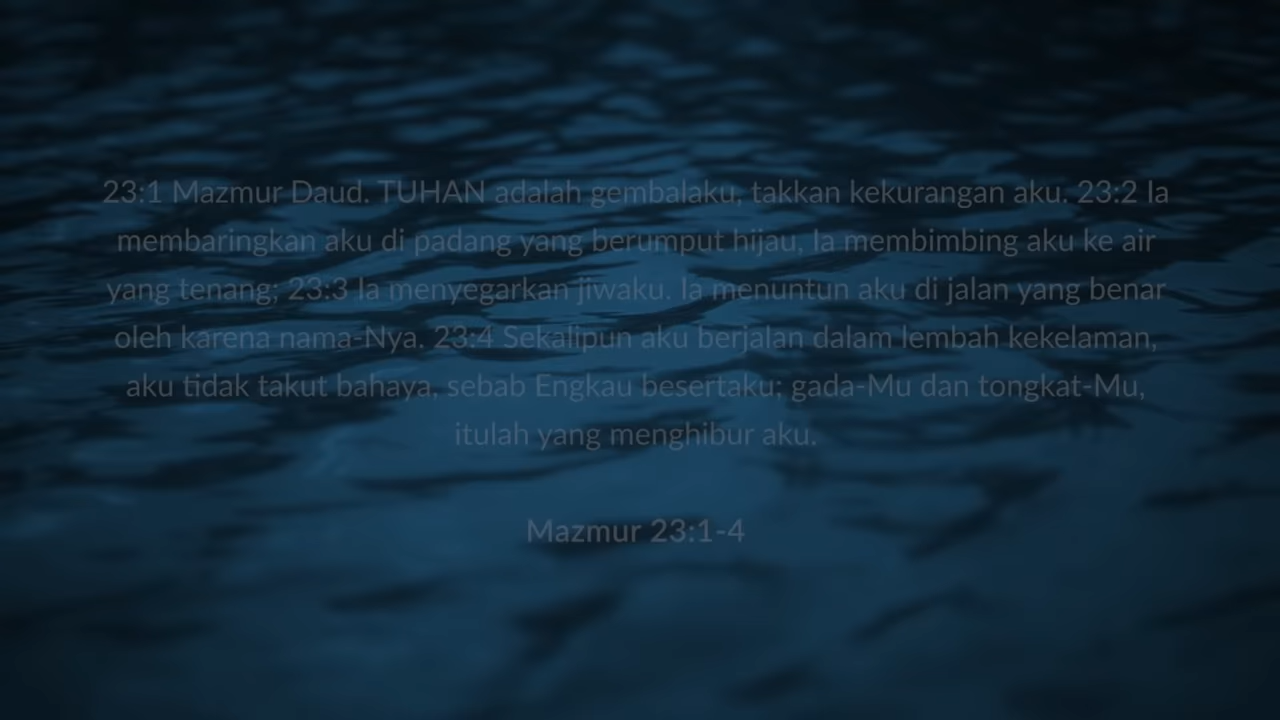 23:1 Mazmur Daud. TUHAN adalah gembalaku, takkan kekurangan aku. 23:2 Ia
membaringkan aku di padang yang berumput hijau, Ia membimbing aku ke air
yang tenang; 23:3 Ia menyegarkan jiwaku. Ia menuntun aku di jalan yang benar
oleh karena nama-Nya. 23:4 Sekalipun aku berjalan dalam lembah kekelaman,
aku tidak takut bahaya, sebab Engkau besertaku; gada-Mu dan tongkat-Mu,
itulah yang menghibur aku.
Mazmur 23:1-4